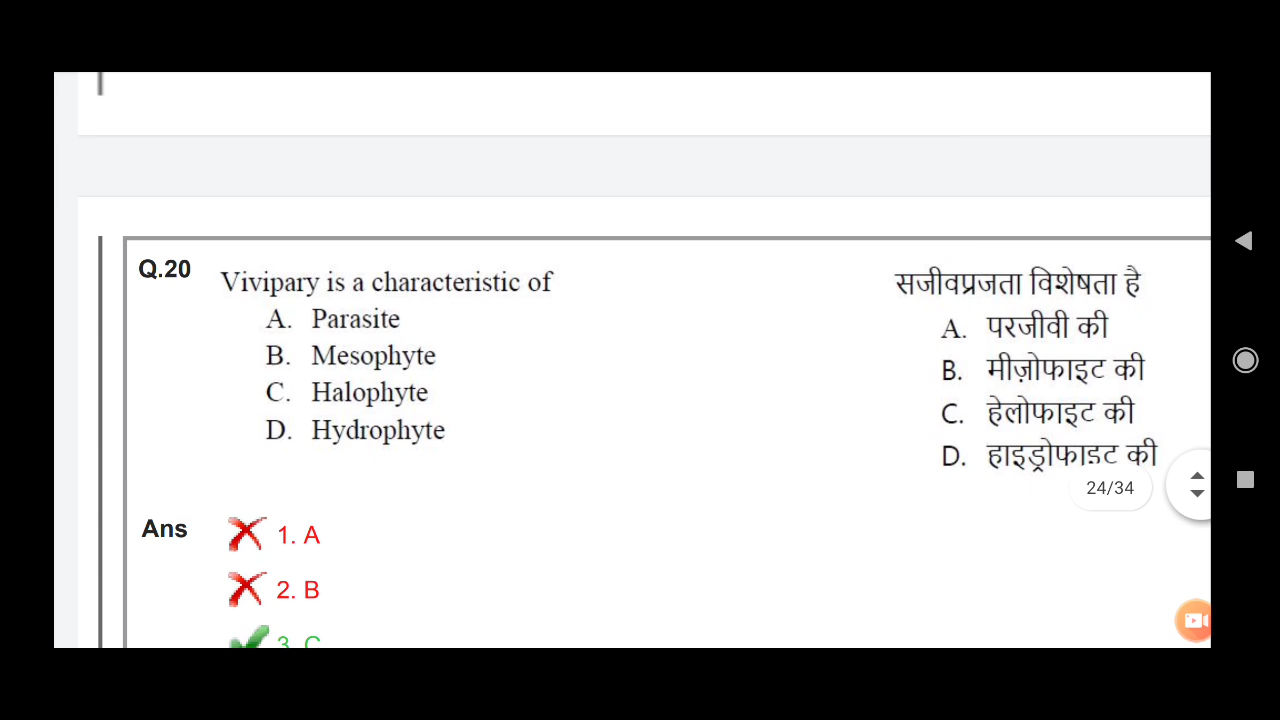 Q.20
Vivipary is a characteristic of
A. Parasite
B. Mesophyte
C. Halophyte
D. Hydrophyte
सजीवप्रजता विशेषता है
A. परजीवी की
B. मीज़ोफाइट की
C. हेलोफाइट की
D. हाइड्रोफाइट की
24/34
Ans
1. A
2. B
3. C